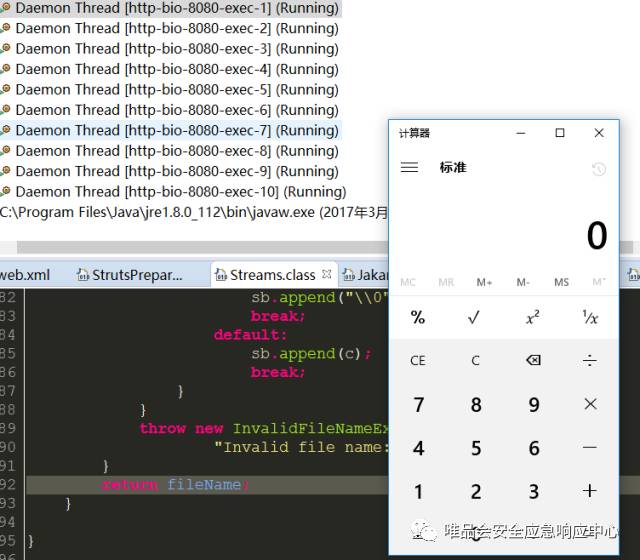 Daemon Thread [http-bio-8080-exec-1] (Running)
Daemon Thread [http-bio-8080-exec-2] (Running)
Daemon Thread [http-bio-8080-exec-3] (Running)
Daemon Thread [http-bio-8080-exec-4] (Running)
Daemon Thread [http-bio-8080-exec-5] (Running)
Daemon Thread [http-bio-8080-exec-6] (Running)
Daemon Thread [http-bio-8080-exec-7] (Running)
Daemon Thread [http-bio-8080-exec-8] (Running)
Daemon Thread [http-bio-8080-exec-9] (Running)
Daemon Thread [http-bio-8080-exec-10] (Running)
C:\Program Files\Java\jre1.8.0_112\bin\javaw.exe (2017年3月
web.xml StrutsPrepar... Streams.class Jakar
82 sb.append("\\0"
83 break;
84 default:
85 sb.append(c);
86 break;
87 }
88 }
89 throw new InvalidFileNameEx
90 "Invalid file name:
91 }
92 return fileName;
93 }
94
95 }
96
计算器
标准
0
MC MR M+ M- MS M˅
% √ x² ¹/x
CE C ⌫ ÷
7 8 9 ×
4 5 6 −
1 2 3 +
唯品会安全应急响应中心